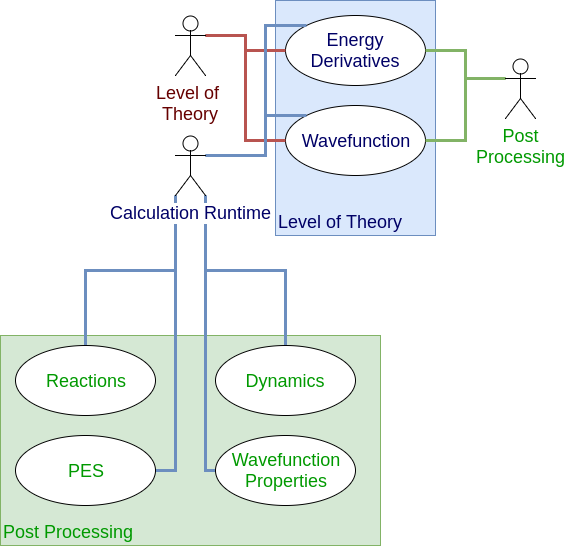 Energy
Derivatives
Level of
Theory
Wavefunction
Post
Processing
Calculation Runtime
Level of Theory
Reactions
Dynamics
PES
Wavefunction
Properties
Post Processing